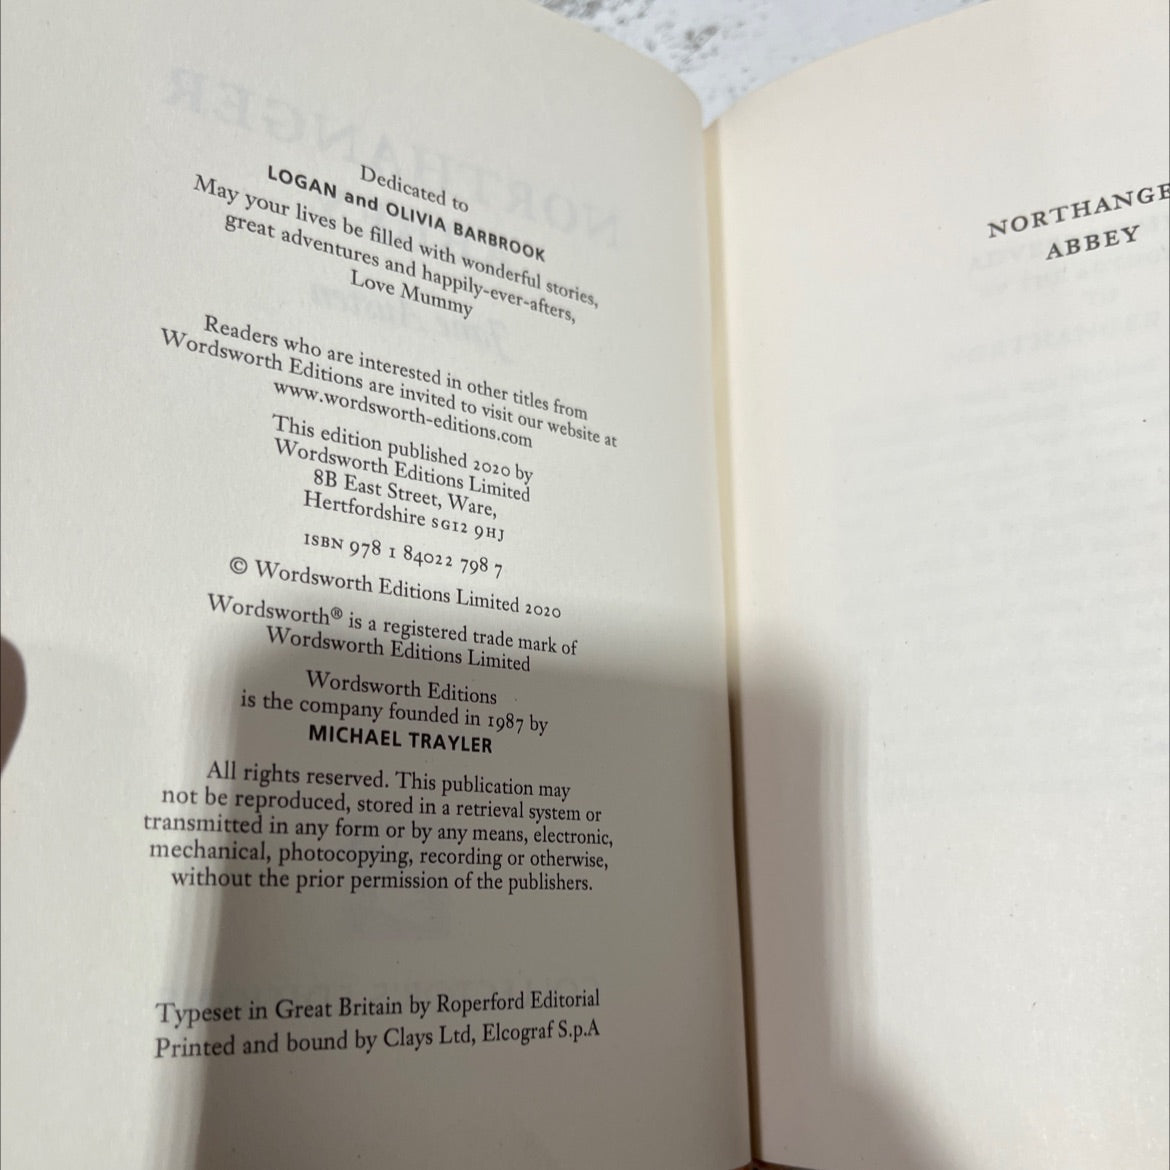 Dedicated to
LOGAN and OLIVIA BARBROOK
May your lives be filled with wonderful stories,
great adventures and happily-ever-afters,
Love Mummy
Readers who are interested in other titles from
Wordsworth Editions are invited to visit our website at
www.wordsworth-editions.com
This edition published 2020 by
Wordsworth Editions Limited
8B East Street, Ware,
Hertfordshire SG12 9HJ
ISBN 978 1 84022 798 7
© Wordsworth Editions Limited 2020
Wordsworth® is a registered trade mark of
Wordsworth Editions Limited
Wordsworth Editions
is the company founded in 1987 by
MICHAEL TRAYLER
All rights reserved. This publication may
not be reproduced, stored in a retrieval system or
transmitted in any form or by any means, electronic,
mechanical, photocopying, recording or otherwise,
without the prior permission of the publishers.
Typeset in Great Britain by Roperford Editorial
Printed and bound by Clays Ltd, Elcograf S.p.A
NORTHANGE
ABBEY